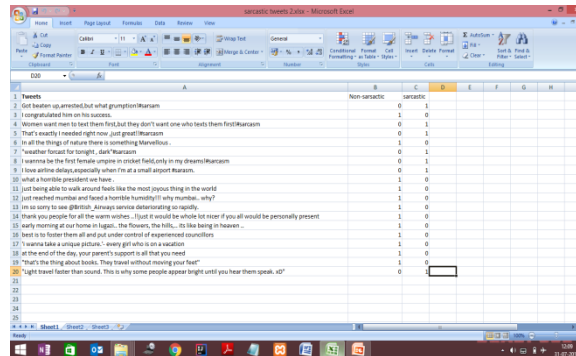 sarcastic tweets 2.xlsx - Microsoft Excel
Home Insert Page Layout Formulas Data Review View
Cut Calibri 11 Wrap Text General AutoSum
Copy Fill
Paste Format Painter B I U Merge & Center Conditional Formatting Format as Table Cell Styles Insert Delete Format Clear Sort & Filter Find & Select
Clipboard Font Alignment Number Styles Cells Editing
D20 fx
A B C D E F G H
1 Tweets Non-sarsactic sarcastic
2 Got beaten up,arrested,but what grumption!#sarsam 0 1
3 I congratulated him on his success. 1 0
4 Women want men to text them first,but they don't want one who texts them first!#sarcasm 0 1
5 That's exactly I needed right now ,just great!!#sarcasm 0 1
6 In all the things of nature there is something Marvellous . 1 0
7 "weather forcast for tonight , dark"#sarcasm 0 1
8 I wannna be the first female umpire in cricket field,only in my dreams!#sarcasm 0 1
9 I love airline delays,especially when I'm at a small airport #sarasm. 0 1
10 what a horrible president we have . 1 0
11 just being able to walk around feels like the most joyous thing in the world 1 0
12 just reached mumbai and faced a horrible humidity!!! why mumbai.. why? 1 0
13 im so sorry to see @British_Airways service deteriorating so rapidly. 1 0
14 thank you people for all the warm wishes ..!!just it would be whole lot nicer if you all would be personally present 1 0
15 early morning at our home in lugazi.. the flowers, the hills,... its like being in heaven .. 1 0
16 best is to foster them all and put under control of experienced councillors 1 0
17 'i wanna take a unique picture.'- every girl who is on a vacation 1 0
18 at the end of the day, your parent's support is all that you need 1 0
19 "that's the thing about books. They travel without moving your feet" 1 0
20 "Light travel faster than sound. This is why some people appear bright until you hear them speak. xD" 0 1
21
22
23
24
25
Sheet1 Sheet2 Sheet3
Ready 100%
12:09